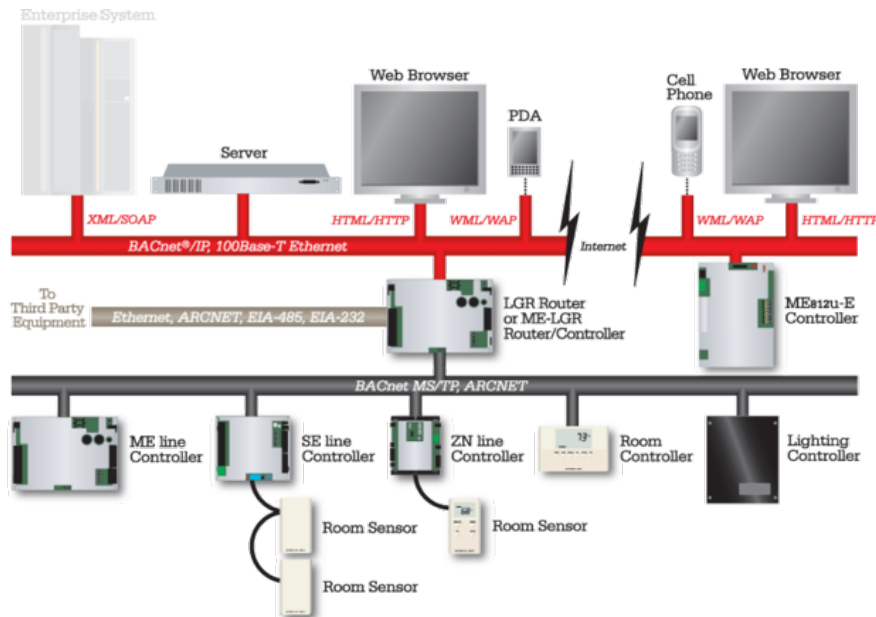 Enterprise System
Web Browser
Cell
Phone
Web Browser
PDA
Server
XML/SOAP
HTML/HTTP
WML/WAP
WML/WAP
HTML/HTTP
BACnet®/IP, 100Base-T Ethernet
Internet
To
Third Party
Equipment
Ethernet, ARCNET, EIA-485, EIA-232
LGR Router
or ME-LGR
Router/Controller
ME812u-E
Controller
BACnet MS/TP, ARCNET
ME line
Controller
SE line
Controller
ZN line
Controller
73°
Room
Controller
Lighting
Controller
Room Sensor
Room Sensor
Room Sensor